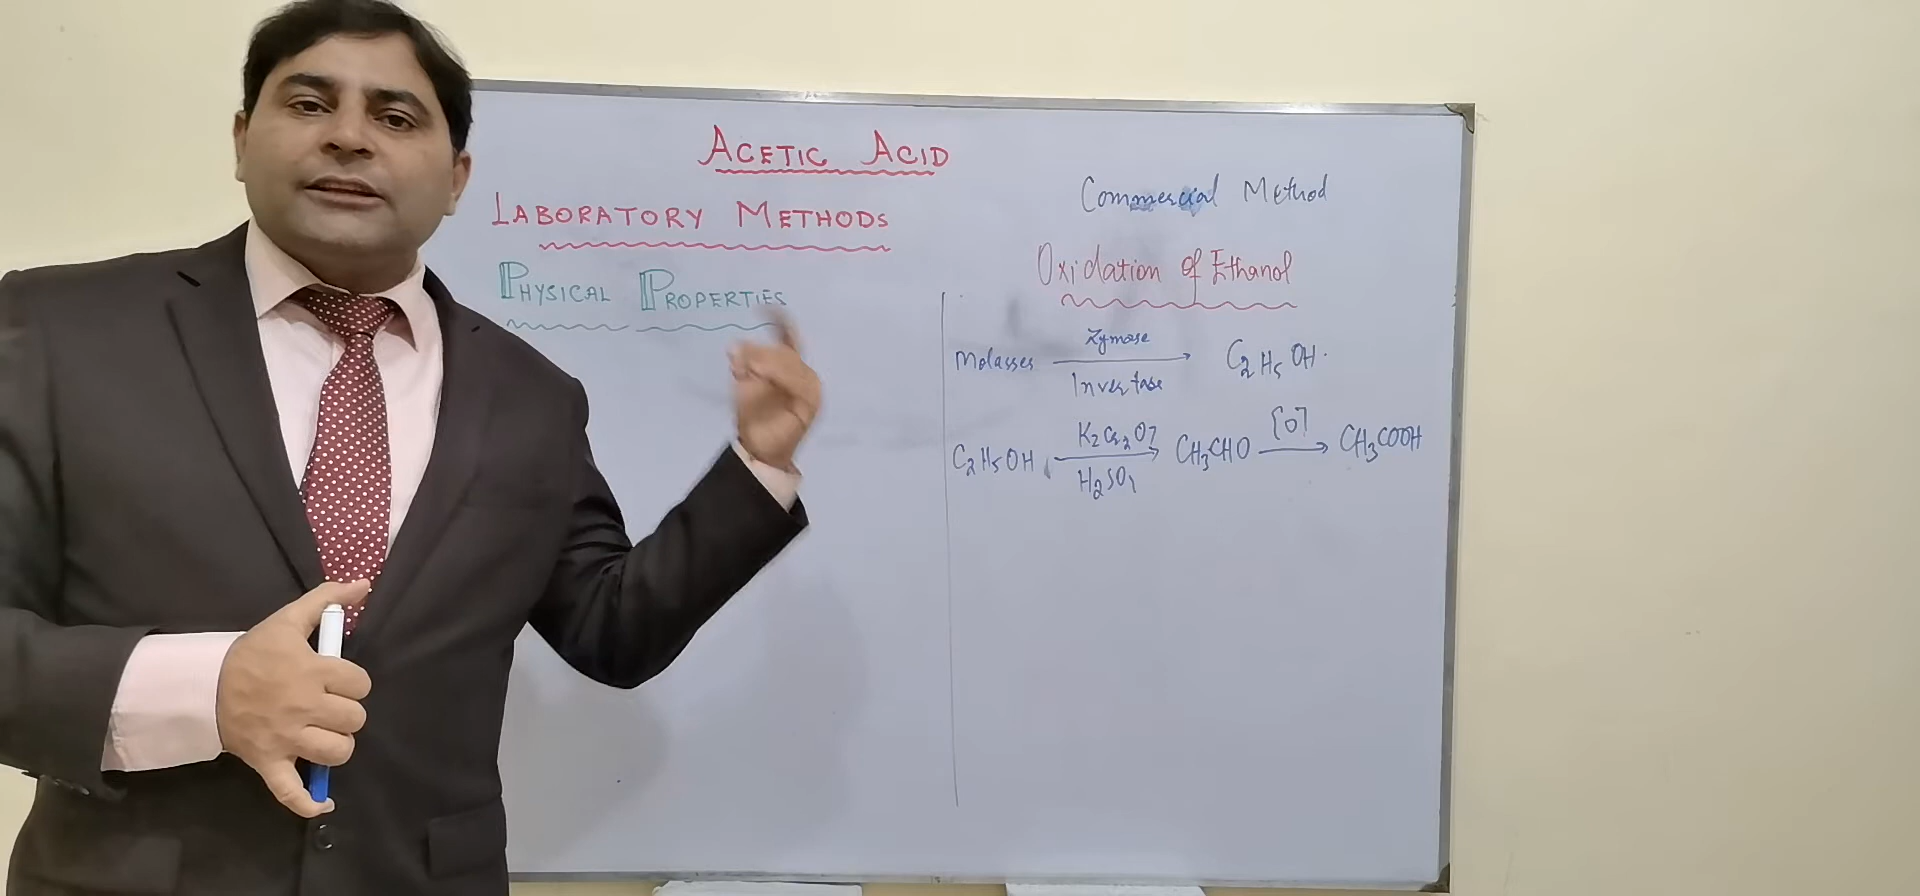 ACETIC ACID
LABORATORY METHODS
PHYSICAL PROPERTIES
Commercial Method
Oxidation of Ethanol
Molasses Zymase Invertase C2H5OH.
C2H5OH K2Cr2O7 H2SO4 CH3CHO [O] CH3COOH